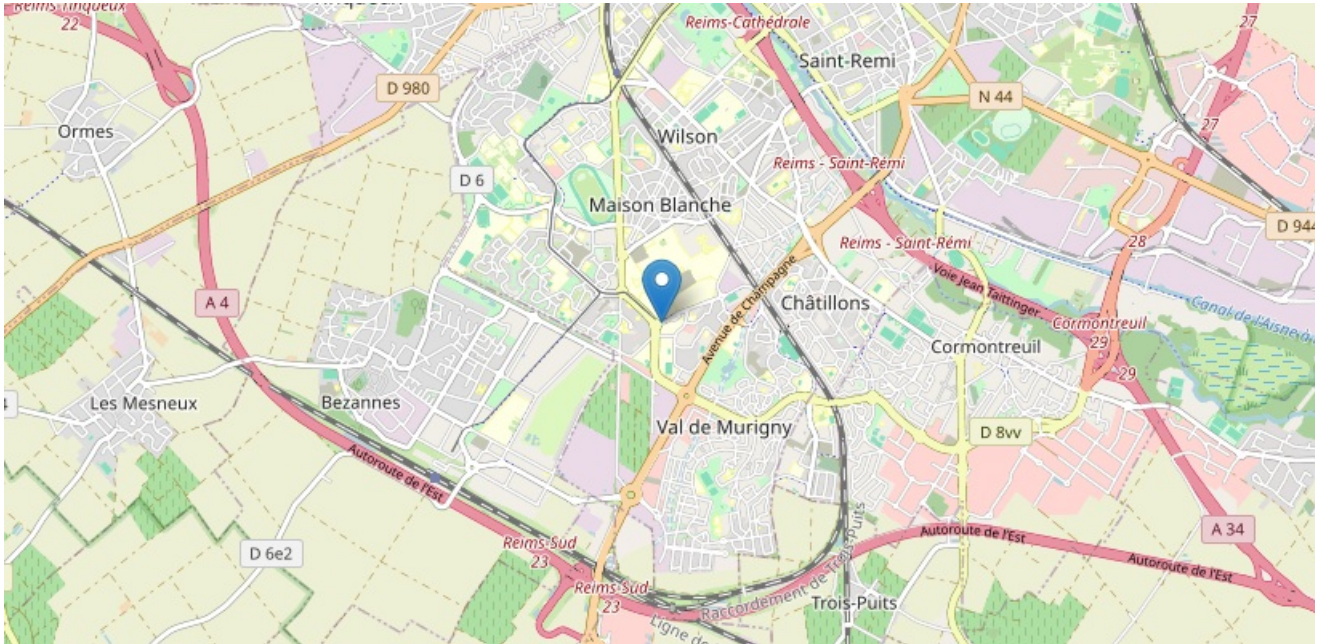 Reims-Tinqueux
22
Reims-Cathédrale
27
Saint-Remi
D 980
N 44
Ormes
Wilson
27
Reims - Saint-Rémi
D 6
Maison Blanche
D 944
Reims - Saint-Rémi
28
Avenue de Champagne
Voie Jean Taittinger
A 4
Châtillons
Canal de l'Aisne à
Cormontreuil
29
Cormontreuil
29
Les Mesneux
Bezannes
Val de Murigny
D 8vv
Autoroute de l'Est
A 34
Autoroute de l'Est
D 6e2
Reims-Sud
23
Autoroute de l'Est
Reims-Sud
23
Raccordement de Trois-Puits
Trois-Puits
Ligne de